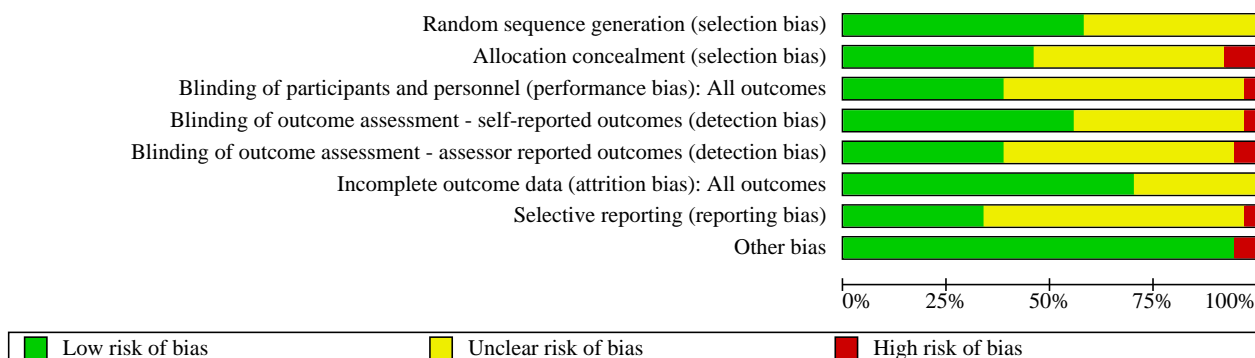 Random sequence generation (selection bias)
Allocation concealment (selection bias)
Blinding of participants and personnel (performance bias): All outcomes
Blinding of outcome assessment - self-reported outcomes (detection bias)
Blinding of outcome assessment - assessor reported outcomes (detection bias)
Incomplete outcome data (attrition bias): All outcomes
Selective reporting (reporting bias)
Other bias
0% 25% 50% 75% 100%
Low risk of bias Unclear risk of bias High risk of bias